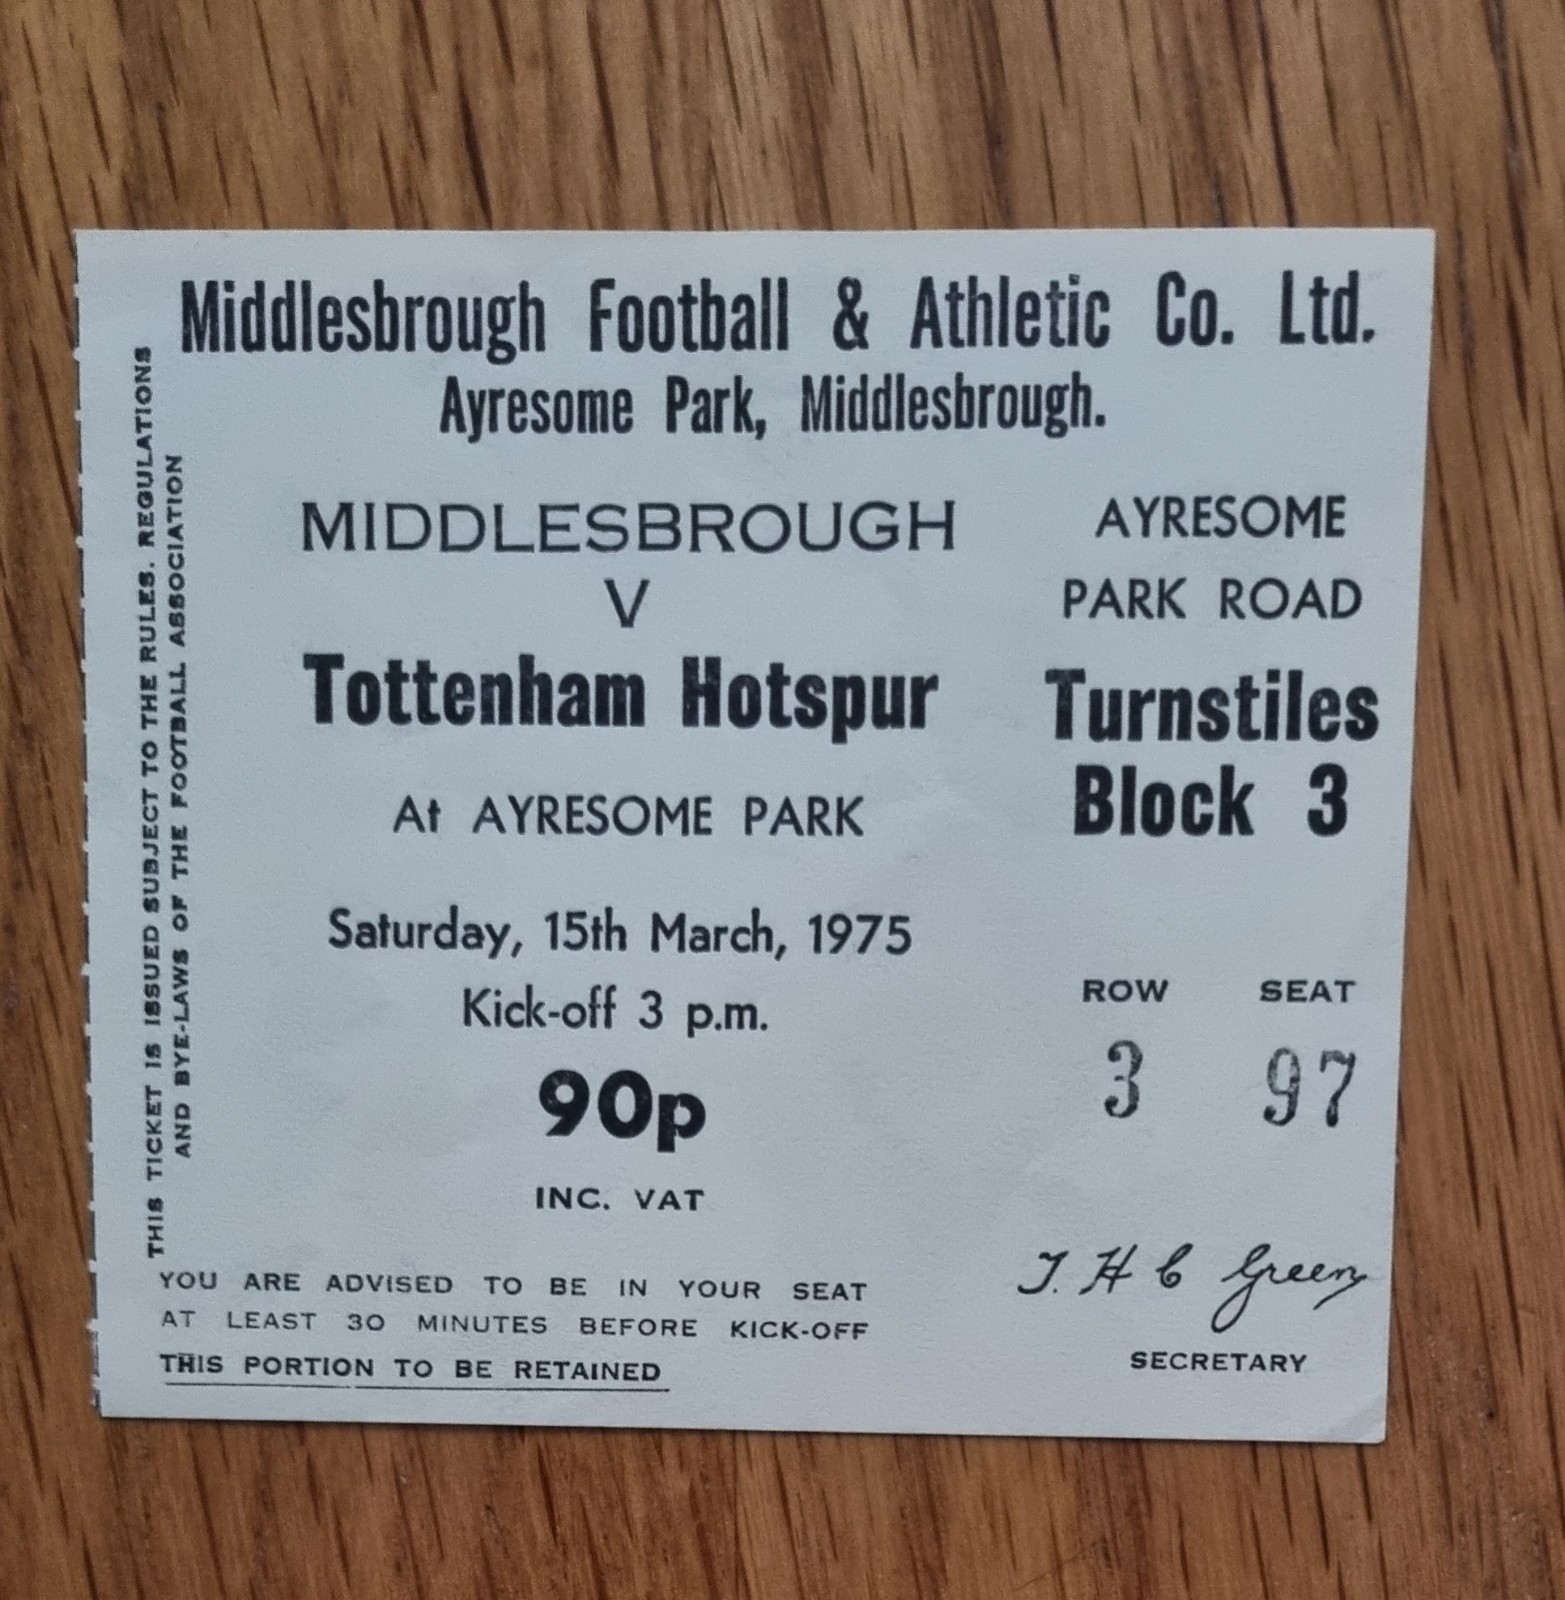 Middlesbrough Football & Athletic Co. Ltd.
Ayresome Park, Middlesbrough.
THIS TICKET IS ISSUED SUBJECT TO THE RULES. REGULATIONS
AND BYE-LAWS OF THE FOOTBALL ASSOCIATION
MIDDLESBROUGH
V
Tottenham Hotspur
At AYRESOME PARK
Saturday, 15th March, 1975
Kick-off 3 p.m.
90p
INC. VAT
AYRESOME
PARK ROAD
Turnstiles
Block 3
ROW SEAT
3 97
YOU ARE ADVISED TO BE IN YOUR SEAT
AT LEAST 30 MINUTES BEFORE KICK-OFF
THIS PORTION TO BE RETAINED
T. H C Green
SECRETARY